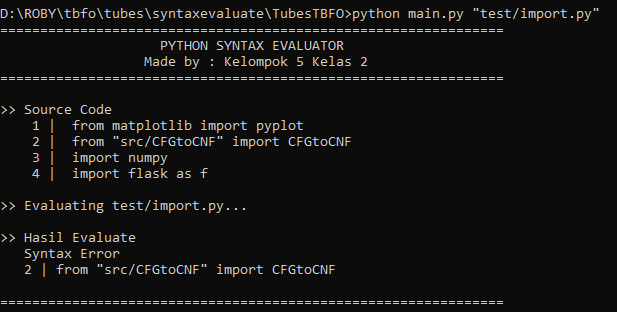 D:\ROBY\tbfo\tubes\syntaxevaluate\TubesTBFO>python main.py "test/import.py"
===============================================================
PYTHON SYNTAX EVALUATOR
Made by : Kelompok 5 Kelas 2
===============================================================
>> Source Code
1 | from matplotlib import pyplot
2 | from "src/CFGtoCNF" import CFGtoCNF
3 | import numpy
4 | import flask as f
>> Evaluating test/import.py...
>> Hasil Evaluate
Syntax Error
2 | from "src/CFGtoCNF" import CFGtoCNF
===============================================================